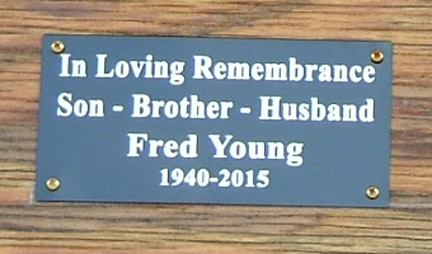 In Loving Remembrance
Son - Brother - Husband
Fred Young
1940-2015